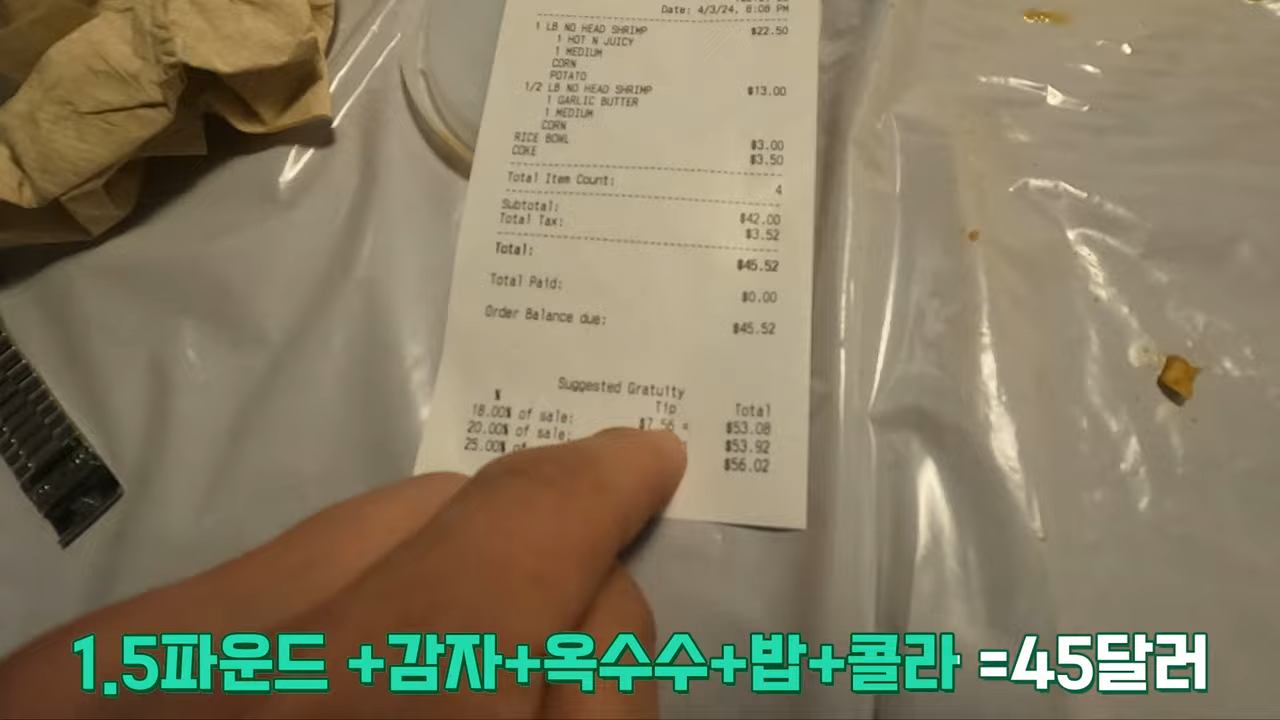 Date: 4/3/24, 6:08 PM
1 LB NO HEAD SHRIMP $22.50
1 HOT N JUICY
1 MEDIUM
CORN
POTATO
1/2 LB NO HEAD SHRIMP $13.00
1 GARLIC BUTTER
1 MEDIUM
CORN
RICE BOWL $3.00
COKE $3.50
Total Item Count: 4
Subtotal: $42.00
Total Tax: $3.52
Total: $45.52
Total Paid: $0.00
Order Balance due: $45.52
Suggested Gratuity
% Tip Total
18.00% of sale: $7.56 = $53.08
20.00% of sale: $53.92
25.00% of $56.02
1.5파운드 +감자+옥수수+밥+콜라 =45달러